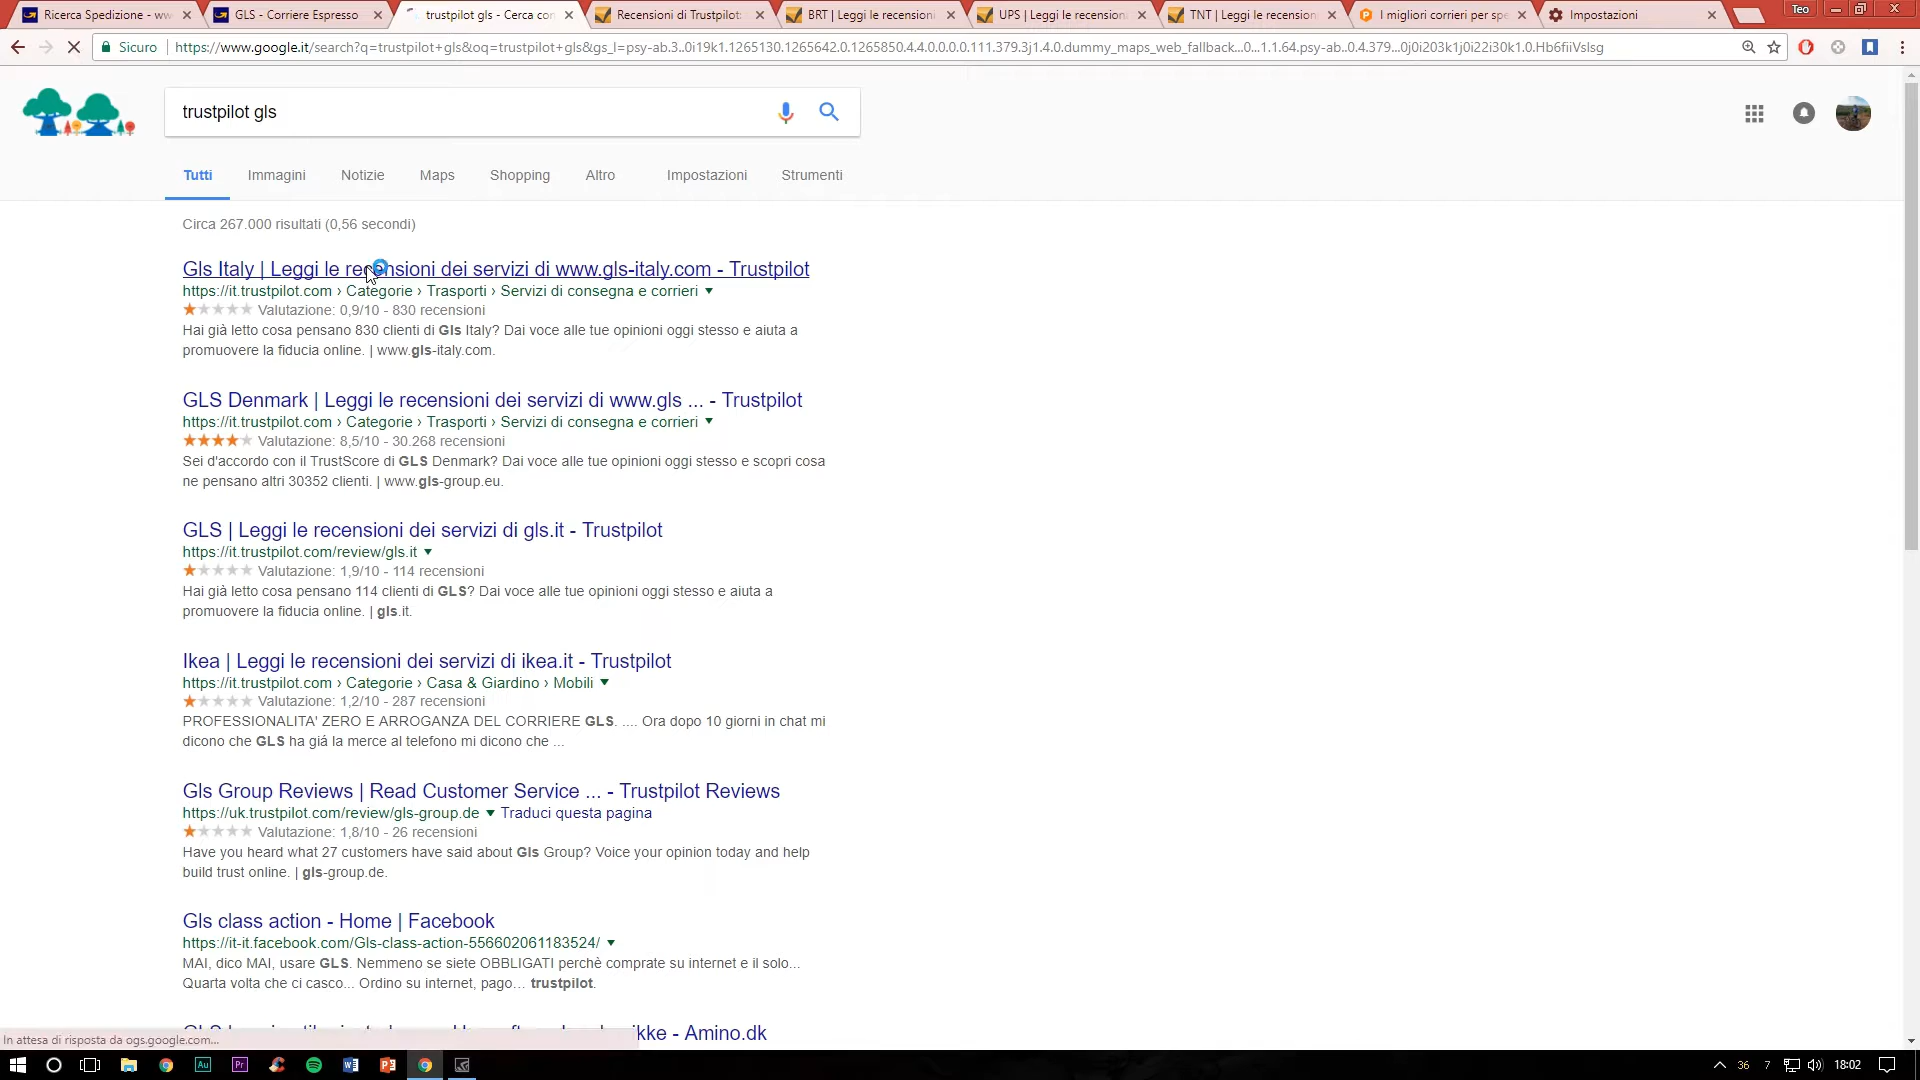 Ricerca Spedizione - ww
GLS - Corriere Espresso
trustpilot gls - Cerca con
Recensioni di Trustpilot:
BRT | Leggi le recensioni
UPS | Leggi le recension
TNT | Leggi le recension
I migliori corrieri per spe
Impostazioni
Teo
Sicuro
https://www.google.it/search?q=trustpilot+gls&oq=trustpilot+gls&gs_l=psy-ab.3..0i19k1.1265130.1265642.0.1265850.4.4.0.0.0.0.111.379.3j1.4.0.dummy_maps_web_fallback...0...1.1.64.psy-ab..0.4.379...0j0i203k1j0i22i30k1.0.Hb6fiiVslsg
trustpilot gls
Tutti Immagini Notizie Maps Shopping Altro Impostazioni Strumenti
Circa 267.000 risultati (0,56 secondi)
Gls Italy | Leggi le recensioni dei servizi di www.gls-italy.com - Trustpilot
https://it.trustpilot.com › Categorie › Trasporti › Servizi di consegna e corrieri
Valutazione: 0,9/10 - 830 recensioni
Hai già letto cosa pensano 830 clienti di Gls Italy? Dai voce alle tue opinioni oggi stesso e aiuta a
promuovere la fiducia online. | www.gls-italy.com.
GLS Denmark | Leggi le recensioni dei servizi di www.gls ... - Trustpilot
https://it.trustpilot.com › Categorie › Trasporti › Servizi di consegna e corrieri
Valutazione: 8,5/10 - 30.268 recensioni
Sei d'accordo con il TrustScore di GLS Denmark? Dai voce alle tue opinioni oggi stesso e scopri cosa
ne pensano altri 30352 clienti. | www.gls-group.eu.
GLS | Leggi le recensioni dei servizi di gls.it - Trustpilot
https://it.trustpilot.com/review/gls.it
Valutazione: 1,9/10 - 114 recensioni
Hai già letto cosa pensano 114 clienti di GLS? Dai voce alle tue opinioni oggi stesso e aiuta a
promuovere la fiducia online. | gls.it.
Ikea | Leggi le recensioni dei servizi di ikea.it - Trustpilot
https://it.trustpilot.com › Categorie › Casa & Giardino › Mobili
Valutazione: 1,2/10 - 287 recensioni
PROFESSIONALITA' ZERO E ARROGANZA DEL CORRIERE GLS. .... Ora dopo 10 giorni in chat mi
dicono che GLS ha giá la merce al telefono mi dicono che ...
Gls Group Reviews | Read Customer Service ... - Trustpilot Reviews
https://uk.trustpilot.com/review/gls-group.de Traduci questa pagina
Valutazione: 1,8/10 - 26 recensioni
Have you heard what 27 customers have said about Gls Group? Voice your opinion today and help
build trust online. | gls-group.de.
Gls class action - Home | Facebook
https://it-it.facebook.com/Gls-class-action-556602061183524/
MAI, dico MAI, usare GLS. Nemmeno se siete OBBLIGATI perchè comprate su internet e il solo...
Quarta volta che ci casco... Ordino su internet, pago... trustpilot.
ikke - Amino.dk
In attesa di risposta da ogs.google.com...
Au
Pr
36 7 18:02